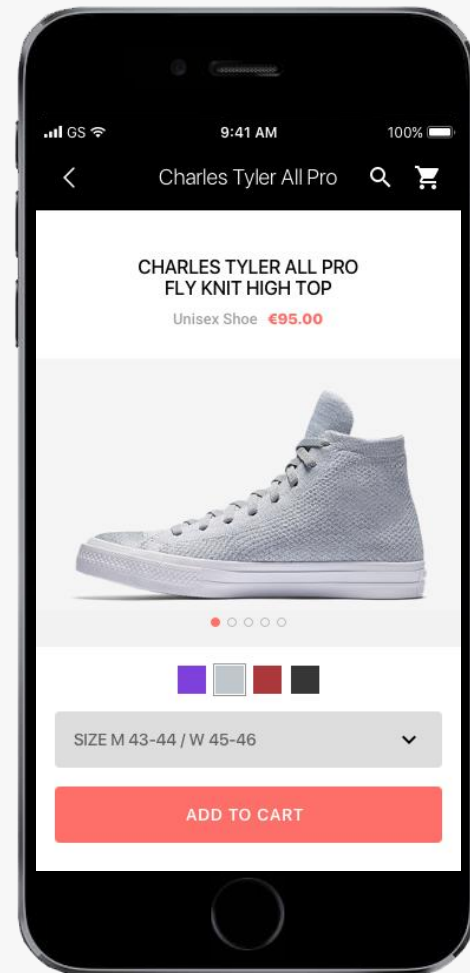 GS 9:41 AM 100%
Charles Tyler All Pro
CHARLES TYLER ALL PRO
FLY KNIT HIGH TOP
Unisex Shoe €95.00
SIZE M 43-44 / W 45-46
ADD TO CART